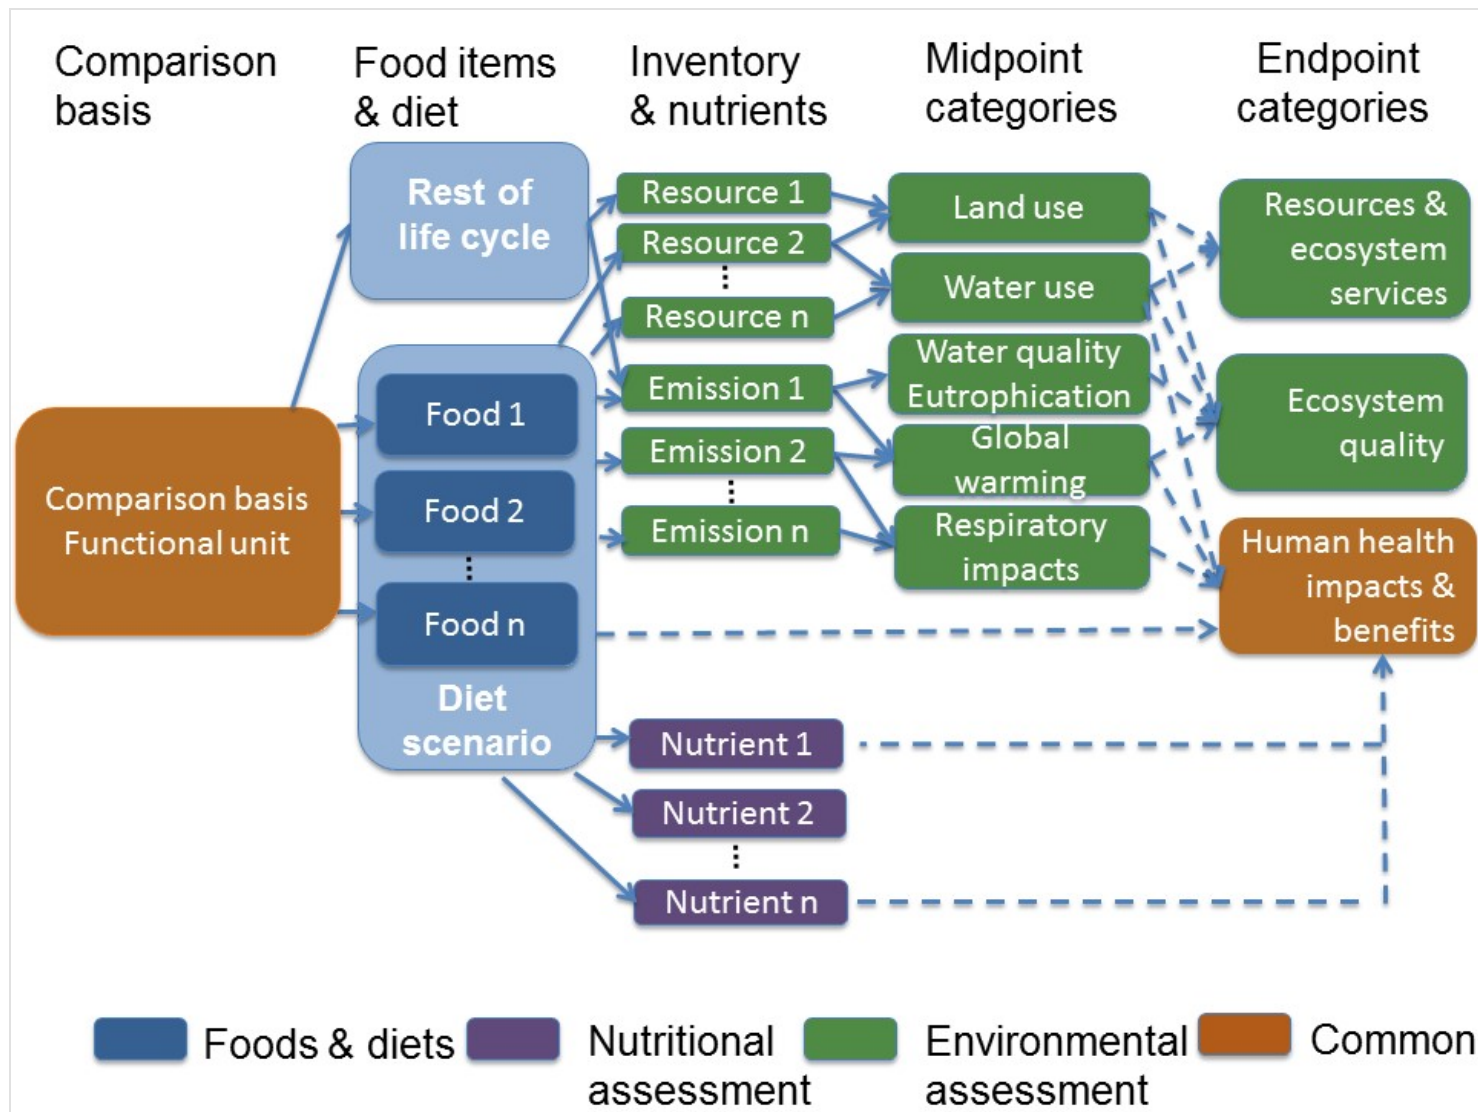 Comparison
basis
Food items
& diet
Inventory
& nutrients
Midpoint
categories
Endpoint
categories
Comparison basis
Functional unit
Rest of
life cycle
Food 1
Food 2
Food n
Diet
scenario
Resource 1
Resource 2
Resource n
Emission 1
Emission 2
Emission n
Nutrient 1
Nutrient 2
Nutrient n
Land use
Water use
Water quality
Eutrophication
Global
warming
Respiratory
impacts
Resources &
ecosystem
services
Ecosystem
quality
Human health
impacts &
benefits
Foods & diets
Nutritional
assessment
Environmental
assessment
Common